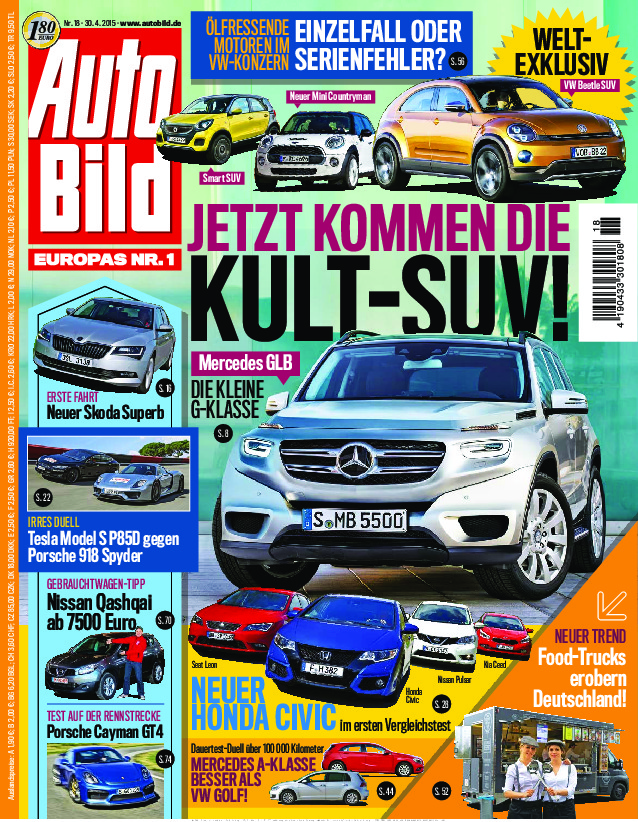 1,80
EURO
Nr. 18 · 30. 4. 2015 · www.autobild.de
Auto
Bild
EUROPAS NR. 1
ÖLFRESSENDE
MOTOREN IM
VW-KONZERN
EINZELFALL ODER
SERIENFEHLER?
S. 56
WELT-
EXKLUSIV
VW Beetle SUV
Neuer Mini Countryman
Smart SUV
JETZT KOMMEN DIE
KULT-SUV!
18
4 190433 301808
Mercedes GLB
DIE KLEINE
G-KLASSE
S. 8
S MB 5500
S. 16
ERSTE FAHRT
Neuer Skoda Superb
S. 22
IRRES DUELL
Tesla Model S P85D gegen
Porsche 918 Spyder
GEBRAUCHTWAGEN-TIPP
Nissan Qashqai
ab 7500 Euro
S. 70
TEST AUF DER RENNSTRECKE
Porsche Cayman GT4
S. 74
Seat Leon
Honda
Civic
Nissan Pulsar
Kia Ceed
S. 28
NEUER
HONDA CIVIC
im ersten Vergleichstest
Dauertest-Duell über 100 000 Kilometer
MERCEDES A-KLASSE
BESSER ALS
VW GOLF!
S. 44
NEUER TREND
Food-Trucks
erobern
Deutschland!
S. 52